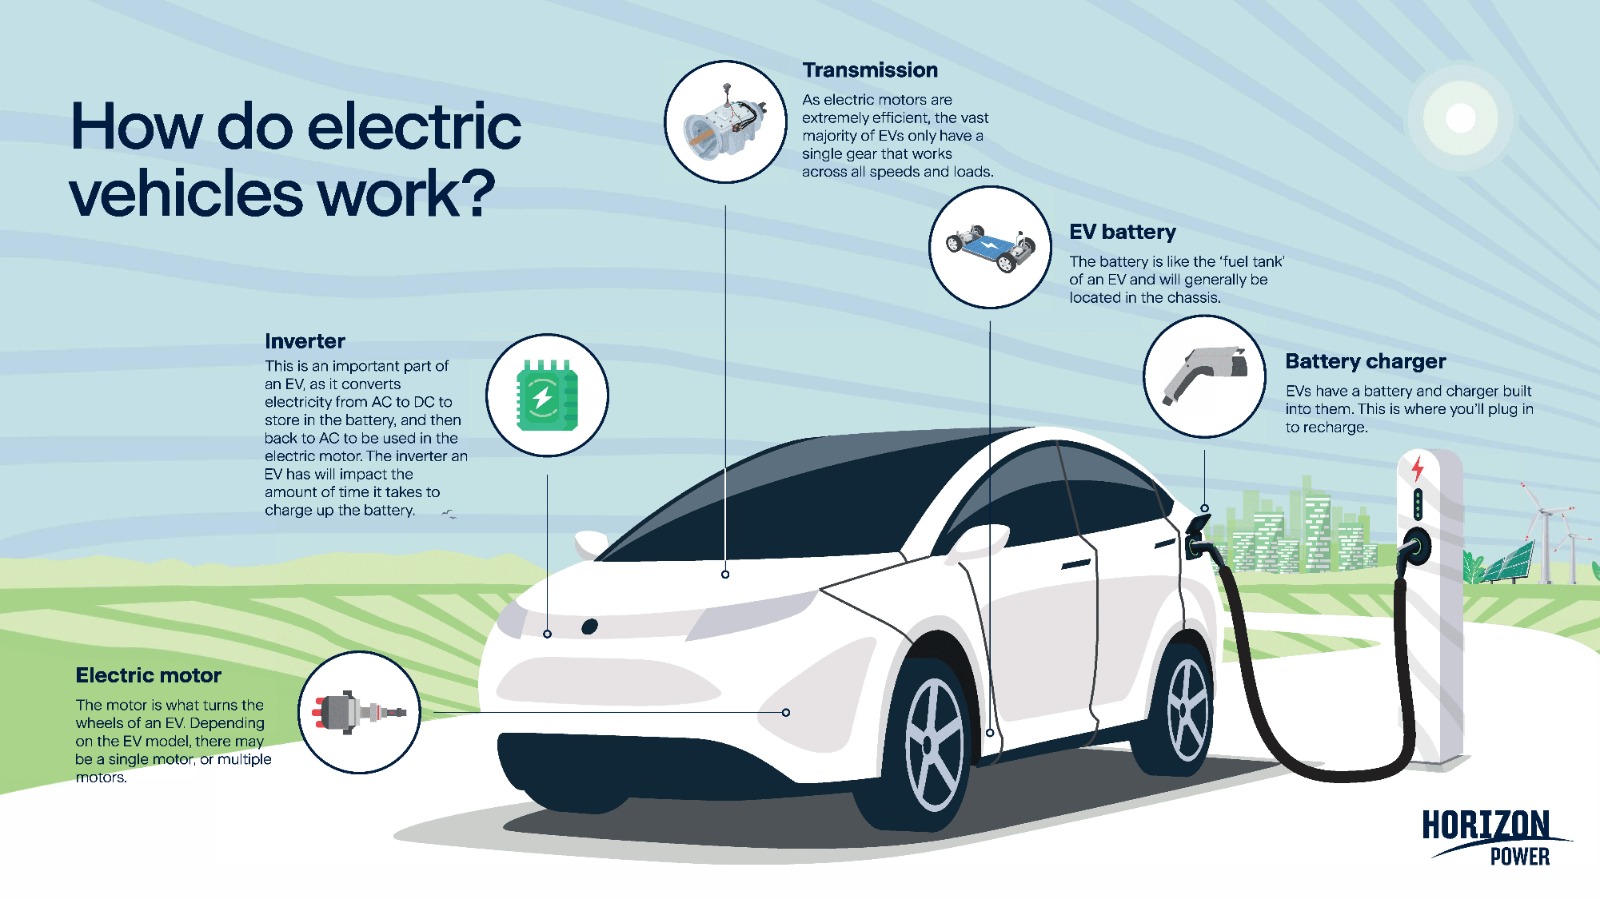 How do electric
vehicles work?
Transmission
As electric motors are
extremely efficient, the vast
majority of EVs only have a
single gear that works
across all speeds and loads.
EV battery
The battery is like the ‘fuel tank’
of an EV and will generally be
located in the chassis.
Battery charger
EVs have a battery and charger built
into them. This is where you’ll plug in
to recharge.
Inverter
This is an important part of
an EV, as it converts
electricity from AC to DC to
store in the battery, and then
back to AC to be used in the
electric motor. The inverter an
EV has will impact the
amount of time it takes to
charge up the battery.
Electric motor
The motor is what turns the
wheels of an EV. Depending
on the EV model, there may
be a single motor, or multiple
motors.
HORIZON
POWER